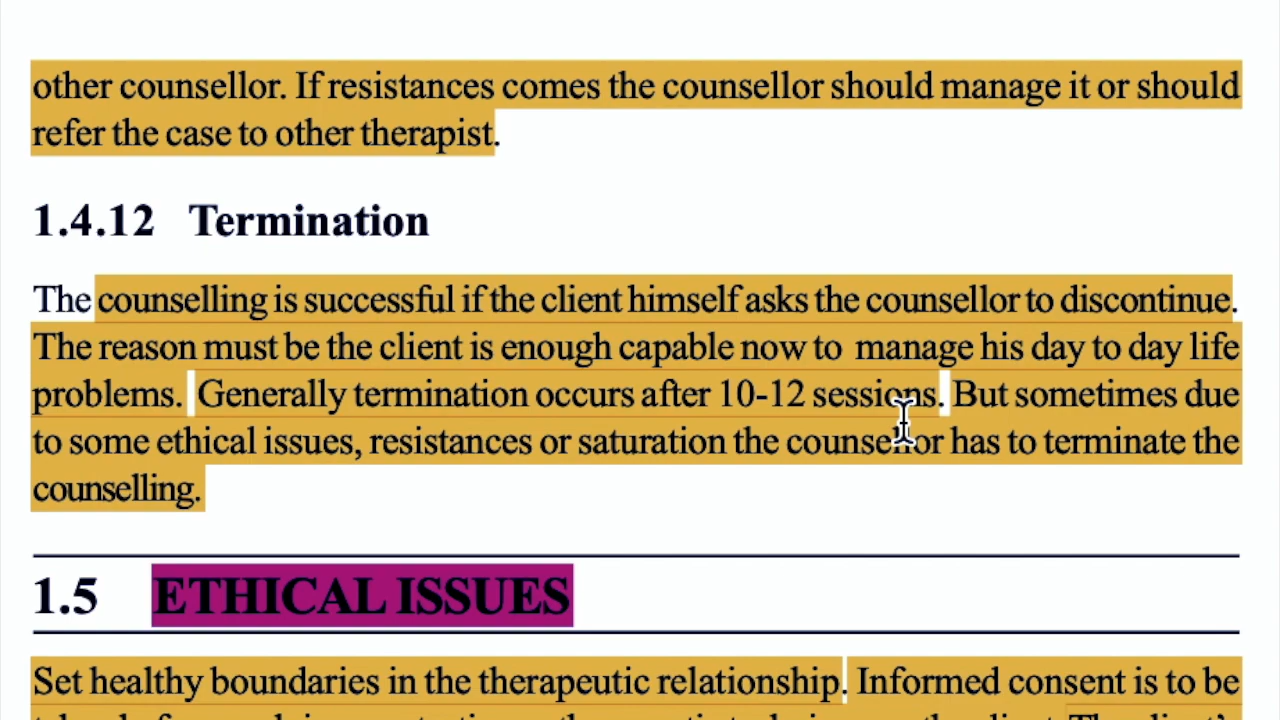 other counsellor. If resistances comes the counsellor should manage it or should
refer the case to other therapist.
1.4.12 Termination
The counselling is successful if the client himself asks the counsellor to discontinue.
The reason must be the client is enough capable now to manage his day to day life
problems. Generally termination occurs after 10-12 sessions. But sometimes due
to some ethical issues, resistances or saturation the counsellor has to terminate the
counselling.
1.5 ETHICAL ISSUES
Set healthy boundaries in the therapeutic relationship. Informed consent is to be